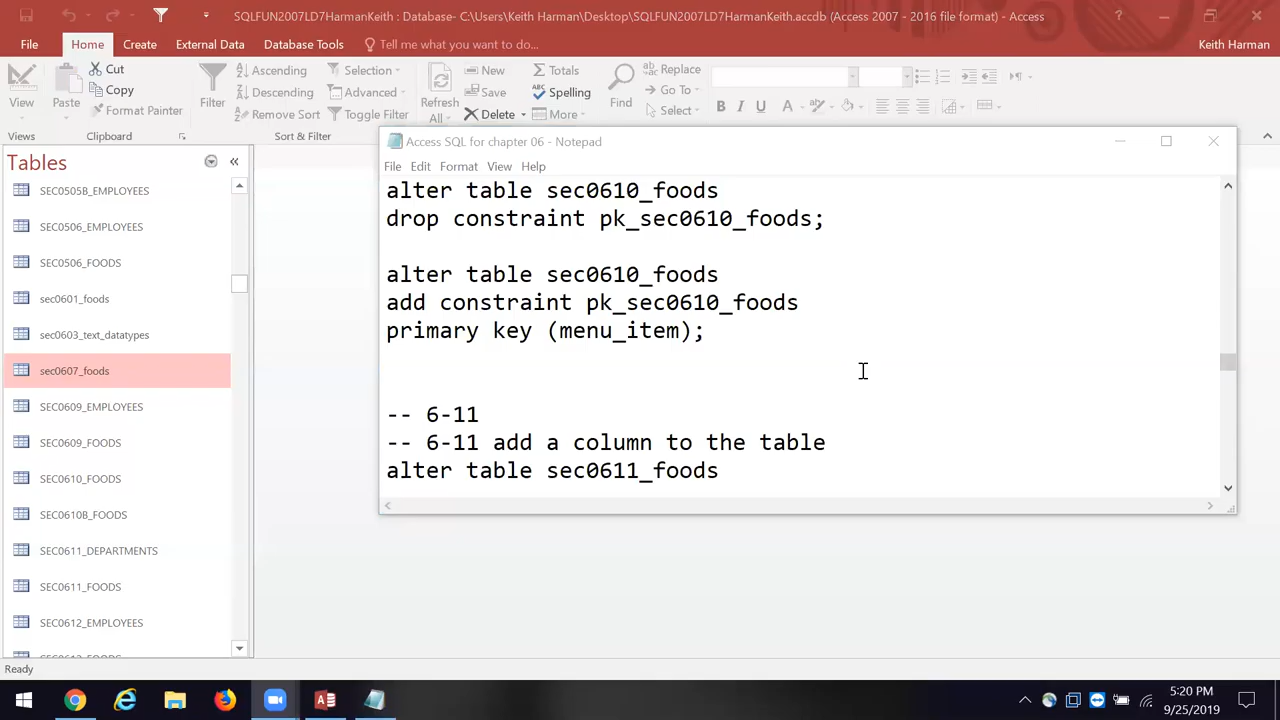 SQLFUN2007LD7HarmanKeith : Database- C:\Users\Keith Harman\Desktop\SQLFUN2007LD7HarmanKeith.accdb (Access 2007 - 2016 file format) - Access
File Home Create External Data Database Tools Tell me what you want to do... Keith Harman
View
Views
Paste
Cut
Copy
Format Painter
Clipboard
Filter
Ascending
Descending
Remove Sort
Selection
Advanced
Toggle Filter
Sort & Filter
Refresh
All
New
Save
Delete
Totals
Spelling
More
Find
Replace
Go To
Select
B I U A
Tables
SEC0505B_EMPLOYEES
SEC0506_EMPLOYEES
SEC0506_FOODS
sec0601_foods
sec0603_text_datatypes
sec0607_foods
SEC0609_EMPLOYEES
SEC0609_FOODS
SEC0610_FOODS
SEC0610B_FOODS
SEC0611_DEPARTMENTS
SEC0611_FOODS
SEC0612_EMPLOYEES
Access SQL for chapter 06 - Notepad
File Edit Format View Help
alter table sec0610_foods
drop constraint pk_sec0610_foods;
alter table sec0610_foods
add constraint pk_sec0610_foods
primary key (menu_item);
-- 6-11
-- 6-11 add a column to the table
alter table sec0611_foods
Ready
5:20 PM
9/25/2019